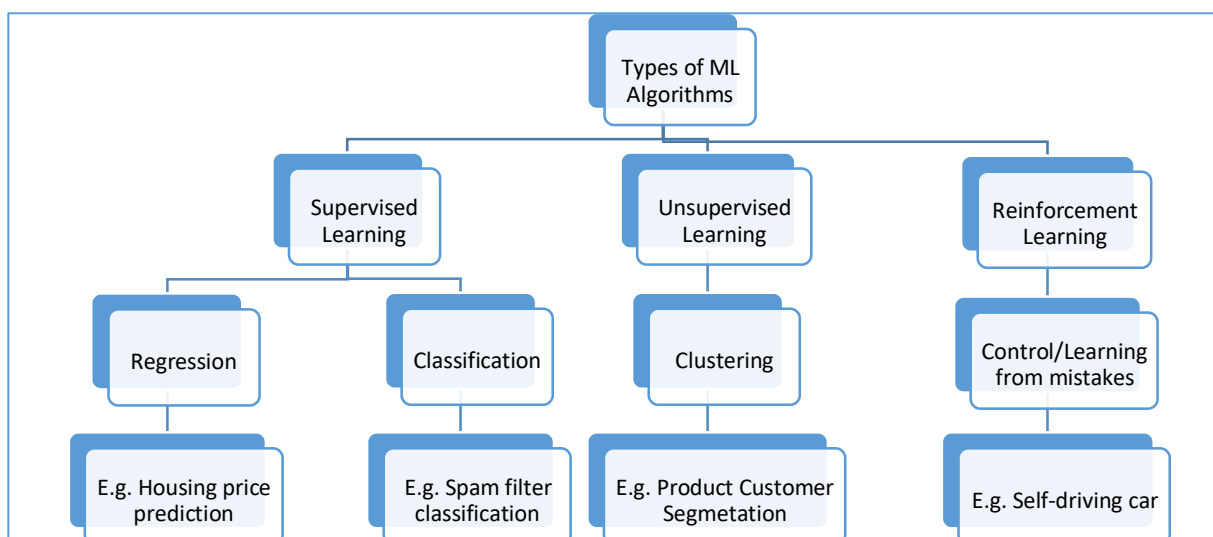 Types of ML
Algorithms
Supervised
Learning
Unsupervised
Learning
Reinforcement
Learning
Regression
Classification
Clustering
Control/Learning
from mistakes
E.g. Housing price
prediction
E.g. Spam filter
classification
E.g. Product Customer
Segmetation
E.g. Self-driving car